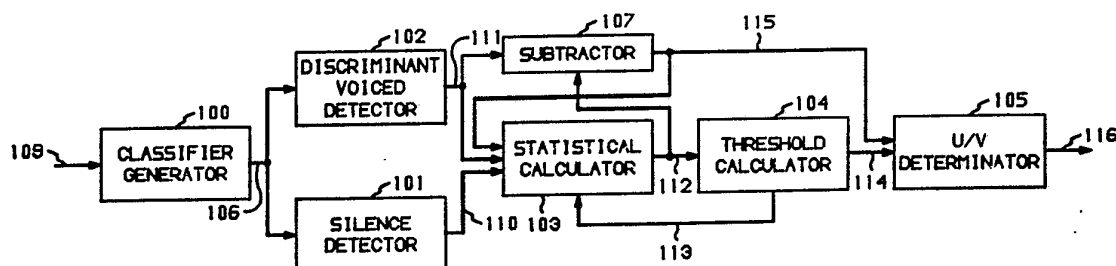 102
111
107
115
DISCRIMINANT
VOICED
DETECTOR
SUBTRACTOR
100
104
105
109
CLASSIFIER
GENERATOR
STATISTICAL
CALCULATOR
THRESHOLD
CALCULATOR
U/V
DETERMINATOR
116
106
101
112
114
SILENCE
DETECTOR
110
103
113